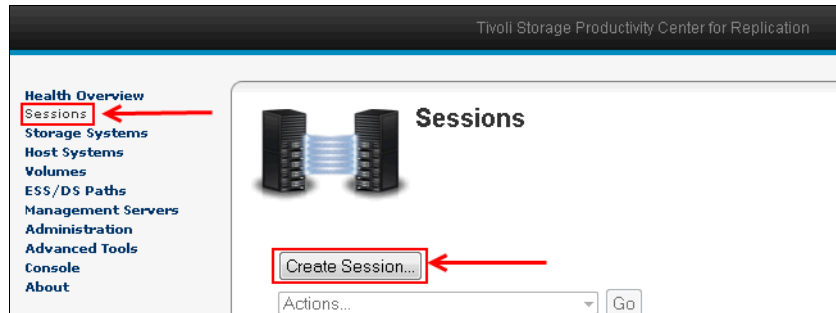 Tivoli Storage Productivity Center for Replication
Health Overview
Sessions
Storage Systems
Host Systems
Volumes
ESS/DS Paths
Management Servers
Administration
Advanced Tools
Console
About
Sessions
Create Session...
Actions...
Go